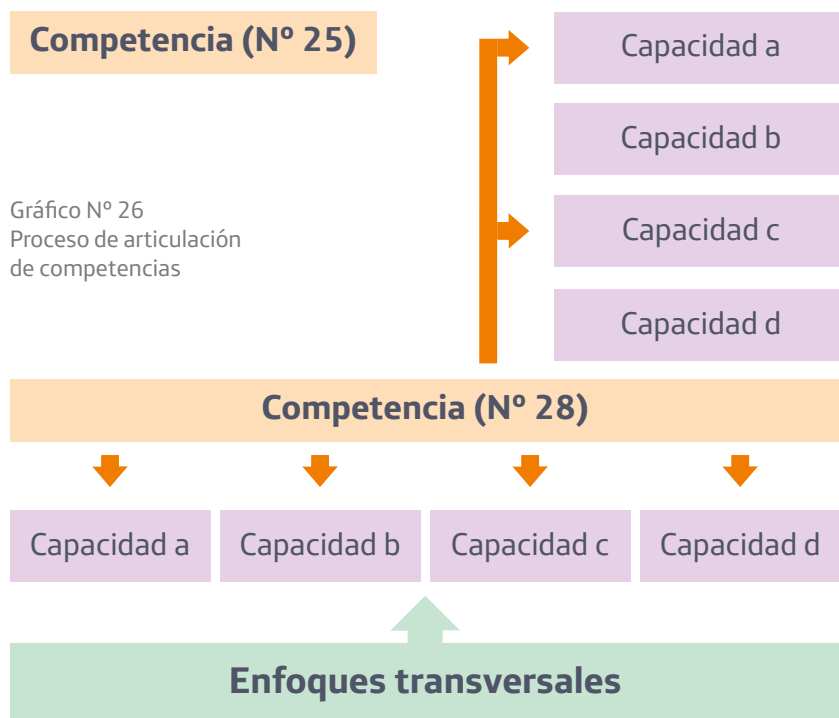 Competencia (Nº 25)
Capacidad a
Capacidad b
Gráfico Nº 26
Proceso de articulación
de competencias
Capacidad c
Capacidad d
Competencia (Nº 28)
Capacidad a
Capacidad b
Capacidad c
Capacidad d
Enfoques transversales